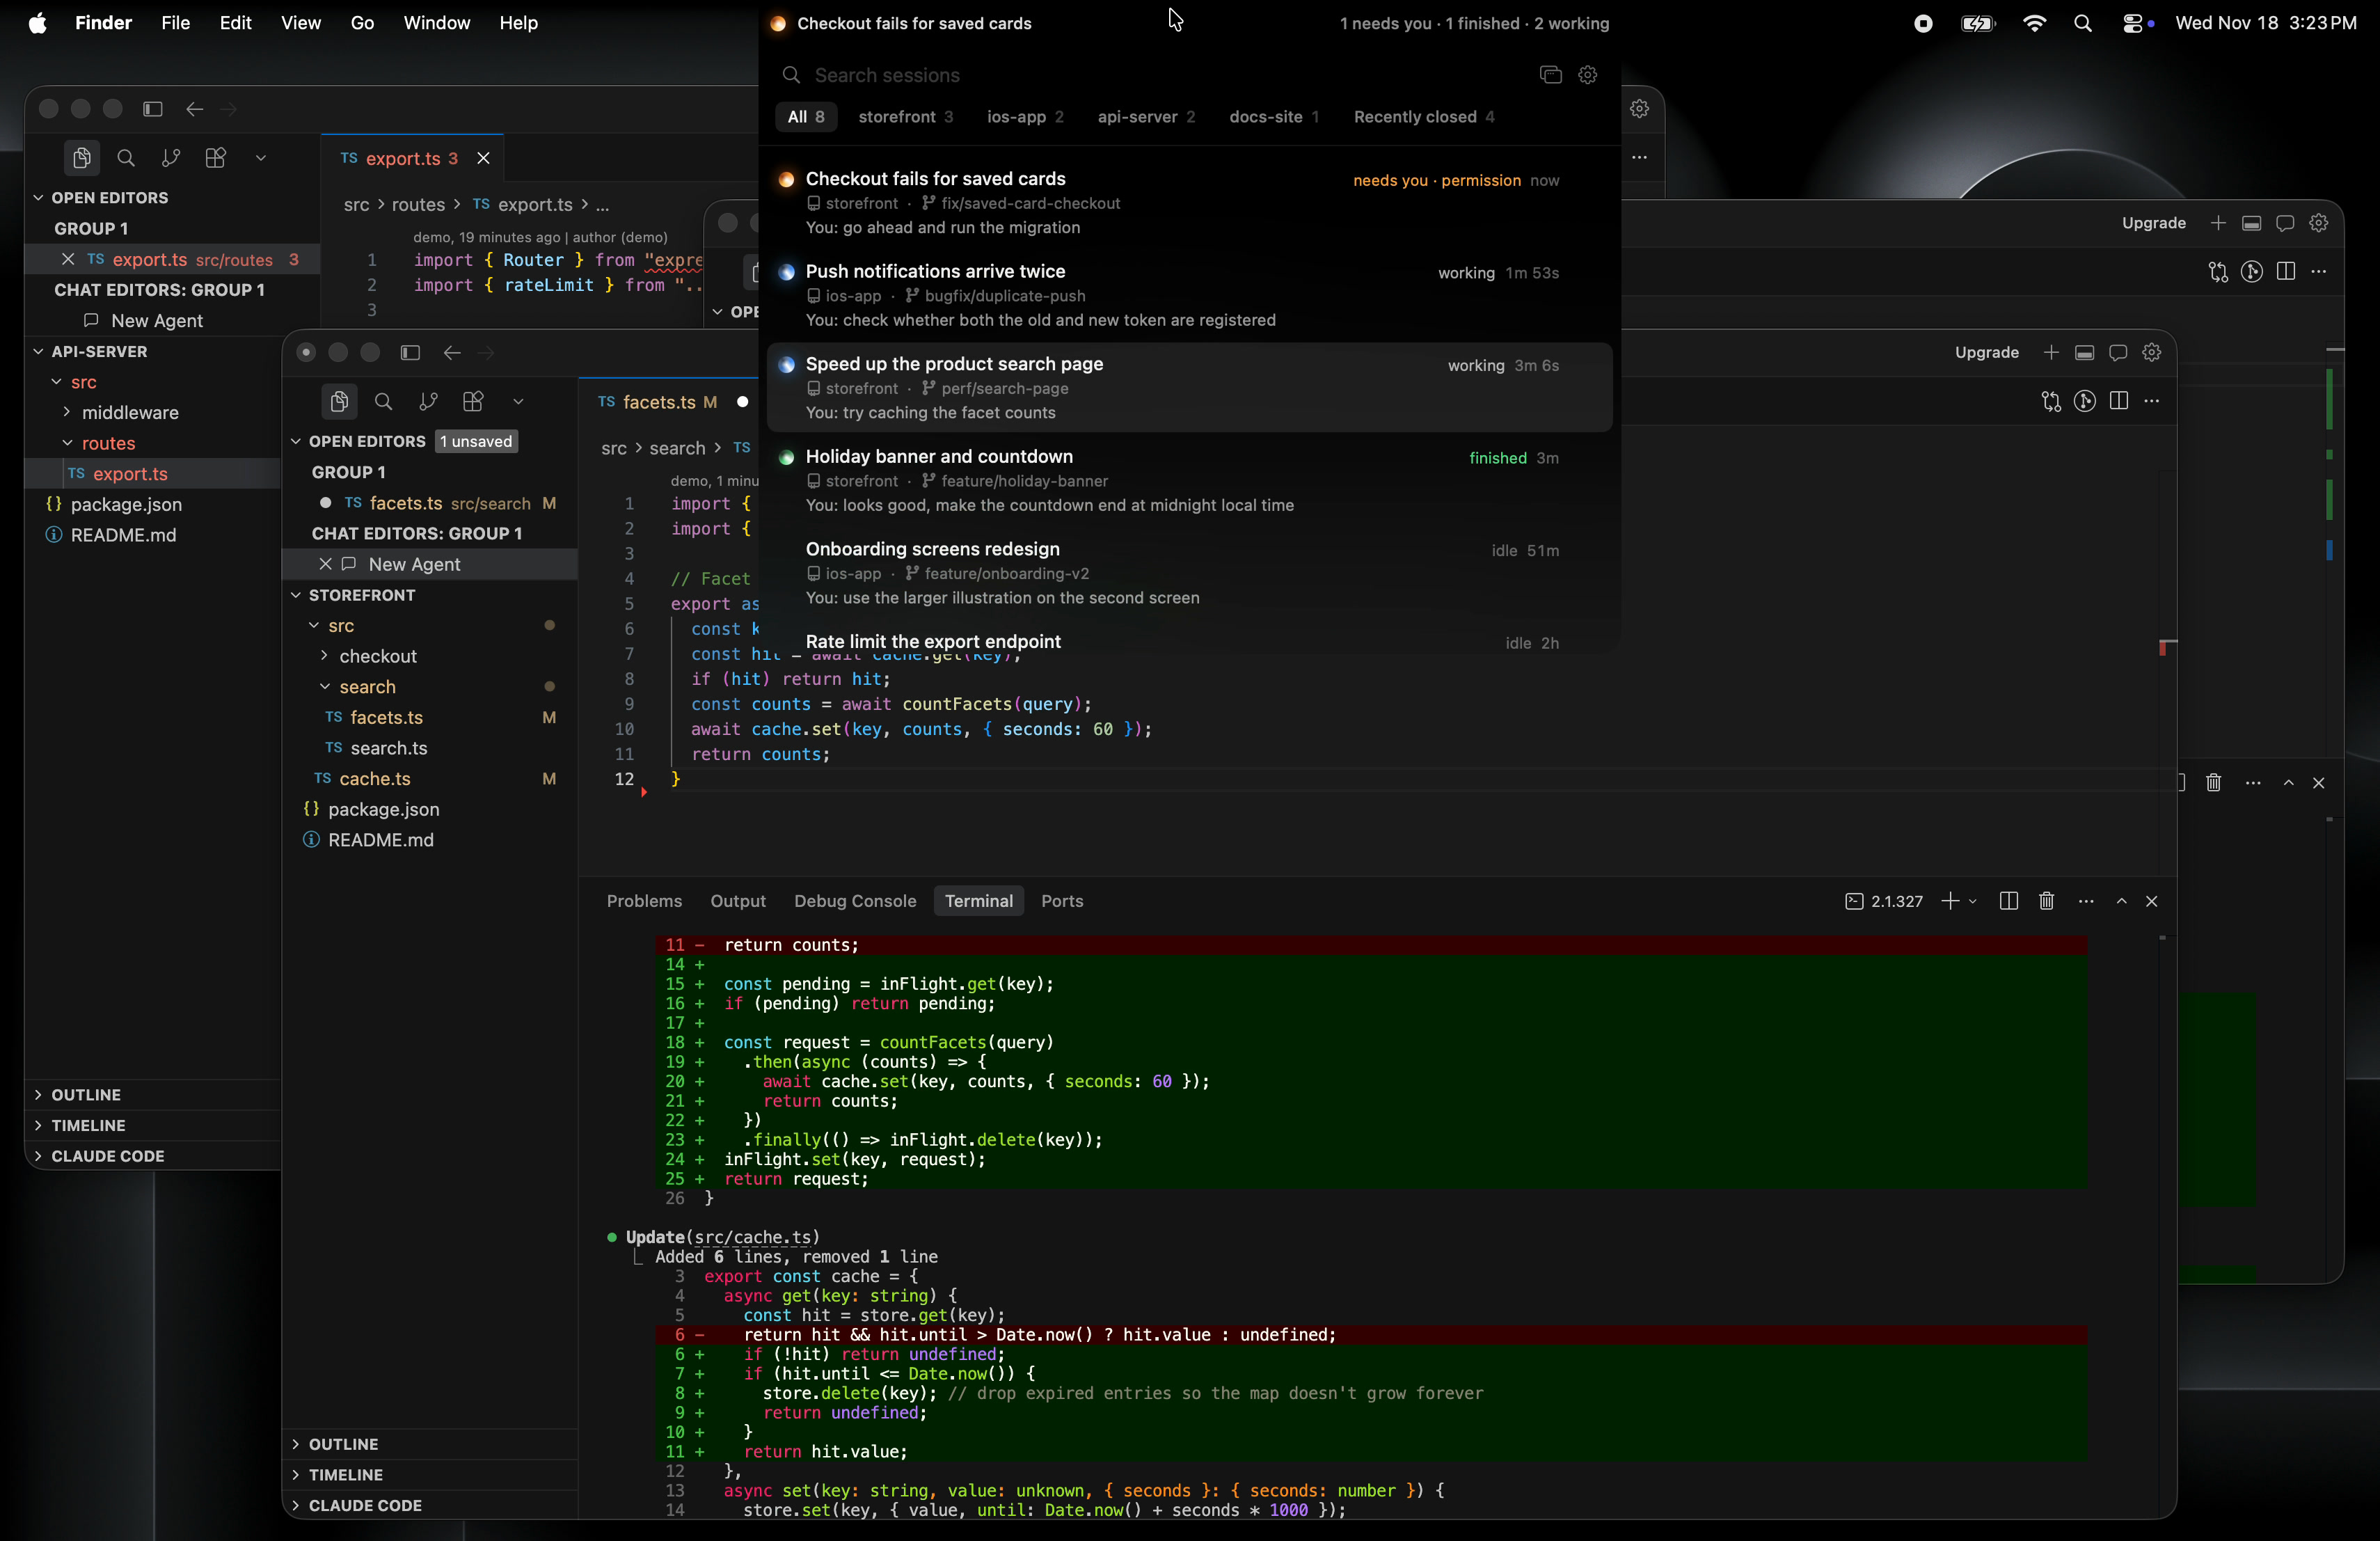 Finder File Edit View Go Window Help
Checkout fails for saved cards
1 needs you · 1 finished · 2 working
Wed Nov 18 3:23 PM
Search sessions
All 8 storefront 3 ios-app 2 api-server 2 docs-site 1 Recently closed 4
Checkout fails for saved cards
needs you · permission now
storefront · fix/saved-card-checkout
You: go ahead and run the migration
Push notifications arrive twice
working 1m 53s
ios-app · bugfix/duplicate-push
You: check whether both the old and new token are registered
Speed up the product search page
working 3m 6s
storefront · perf/search-page
You: try caching the facet counts
Holiday banner and countdown
finished 3m
storefront · feature/holiday-banner
You: looks good, make the countdown end at midnight local time
Onboarding screens redesign
idle 51m
ios-app · feature/onboarding-v2
You: use the larger illustration on the second screen
Rate limit the export endpoint
idle 2h
TS export.ts 3
OPEN EDITORS
GROUP 1
TS export.ts src/routes 3
CHAT EDITORS: GROUP 1
New Agent
API-SERVER
src
middleware
routes
TS export.ts
{} package.json
README.md
OUTLINE
TIMELINE
CLAUDE CODE
src > routes > TS export.ts > ...
demo, 19 minutes ago | author (demo)
1 import { Router } from "expre
2 import { rateLimit } from "..
3
OPE
Upgrade
Upgrade
OPEN EDITORS 1 unsaved
GROUP 1
TS facets.ts src/search M
CHAT EDITORS: GROUP 1
New Agent
STOREFRONT
src
checkout
search
TS facets.ts M
TS search.ts
TS cache.ts M
{} package.json
README.md
OUTLINE
TIMELINE
CLAUDE CODE
TS facets.ts M
src > search > TS
demo, 1 minu
1 import {
2 import {
3
4 // Facet
5 export as
6 const k
7 const hit = await cache.get(key);
8 if (hit) return hit;
9 const counts = await countFacets(query);
10 await cache.set(key, counts, { seconds: 60 });
11 return counts;
12 }
Problems Output Debug Console Terminal Ports
2.1.327
11 - return counts;
14 +
15 + const pending = inFlight.get(key);
16 + if (pending) return pending;
17 +
18 + const request = countFacets(query)
19 + .then(async (counts) => {
20 + await cache.set(key, counts, { seconds: 60 });
21 + return counts;
22 + })
23 + .finally(() => inFlight.delete(key));
24 + inFlight.set(key, request);
25 + return request;
26 }
Update(src/cache.ts)
Added 6 lines, removed 1 line
3 export const cache = {
4 async get(key: string) {
5 const hit = store.get(key);
6 - return hit && hit.until > Date.now() ? hit.value : undefined;
6 + if (!hit) return undefined;
7 + if (hit.until <= Date.now()) {
8 + store.delete(key); // drop expired entries so the map doesn't grow forever
9 + return undefined;
10 + }
11 + return hit.value;
12 },
13 async set(key: string, value: unknown, { seconds }: { seconds: number }) {
14 store.set(key, { value, until: Date.now() + seconds * 1000 });